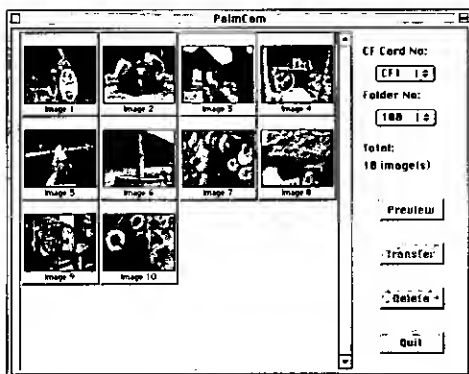 PalmCam
Image 1 Image 2 Image 3 Image 4
Image 5 Image 6 Image 7 Image 8
Image 9 Image 10
CF Card No:
CF1
Folder No:
100
Total:
10 image(s)
Preview
Transfer
Delete
Quit